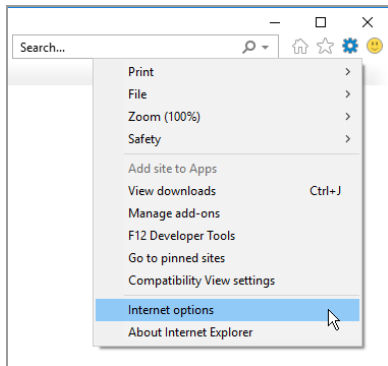 Search...
Print
File
Zoom (100%)
Safety
Add site to Apps
View downloads Ctrl+J
Manage add-ons
F12 Developer Tools
Go to pinned sites
Compatibility View settings
Internet options
About Internet Explorer